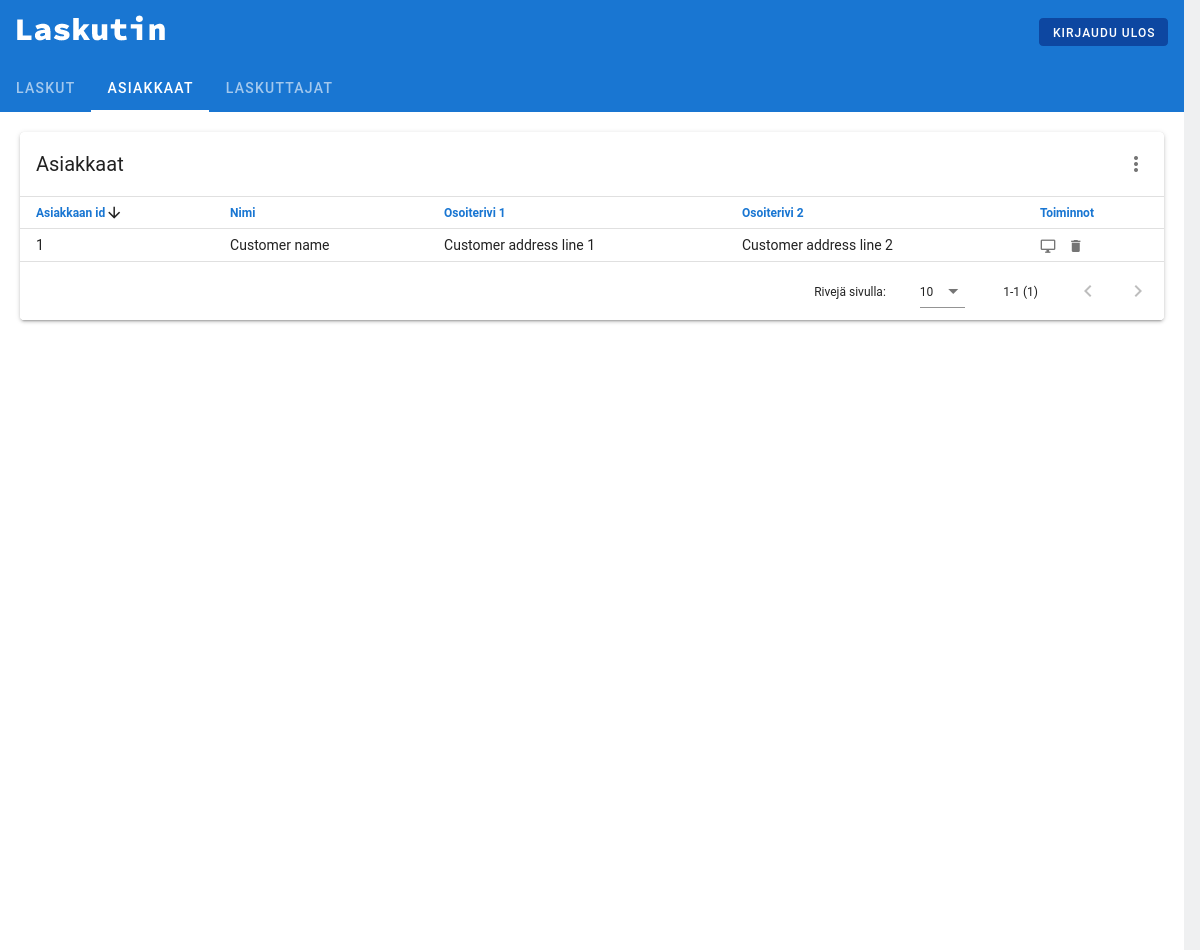 Laskutin
KIRJAUDU ULOS
LASKUT ASIAKKAAT LASKUTTAJAT
Asiakkaat
Asiakkaan id Nimi Osoiterivi 1 Osoiterivi 2 Toiminnot
1 Customer name Customer address line 1 Customer address line 2
Rivejä sivulla: 10 1-1 (1)